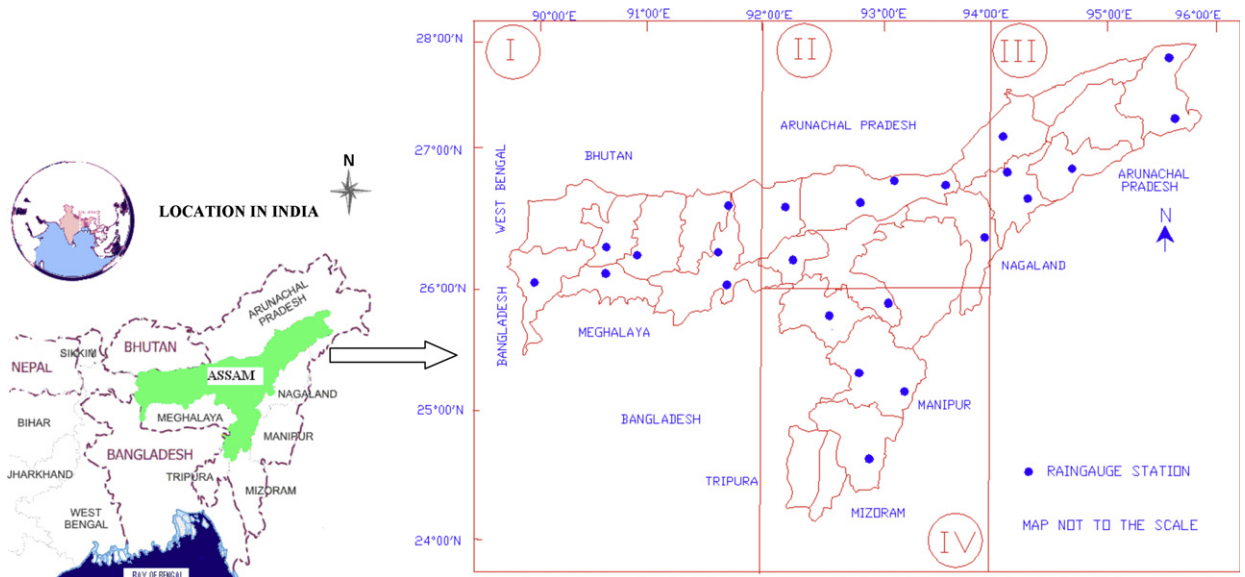 LOCATION IN INDIA
N
ARUNACHAL
PRADESH
SIKKIM
BHUTAN
NEPAL
ASSAM
NAGALAND
BIHAR
MEGHALAYA
MANIPUR
BANGLADESH
JHARKHAND
TRIPURA
MIZORAM
WEST
BENGAL
BAY OF BENGAL
90°00'E 91°00'E 92°00'E 93°00'E 94°00'E 95°00'E 96°00'E
28°00'N
27°00'N
26°00'N
25°00'N
24°00'N
I
II
III
IV
ARUNACHAL PRADESH
BHUTAN
WEST BENGAL
ARUNACHAL
PRADESH
N
NAGALAND
BANGLADESH
MEGHALAYA
BANGLADESH
MANIPUR
TRIPURA
MIZORAM
RAINGAUGE STATION
MAP NOT TO THE SCALE